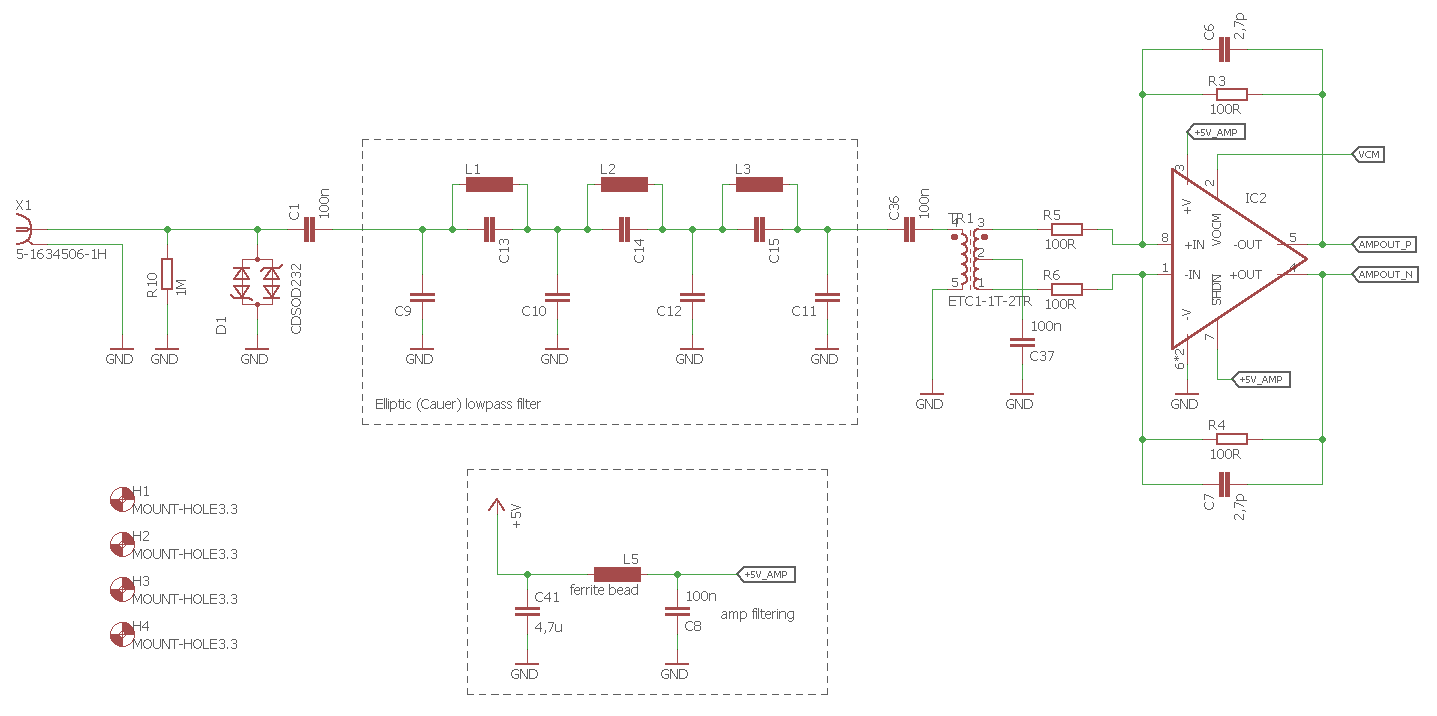 C6
2,7p
R3
100R
+5V_AMP
3
VCM
2
IC2
+V
VOCM
8
+IN
-OUT
5
AMPOUT_P
1
-IN
+OUT
4
AMPOUT_N
SHDN
-V
7
6*2
+5V_AMP
GND
R4
100R
C7
2,7p
X1
5-1634506-1H
GND
R10
1M
GND
D1
CDSOD232
GND
C1
100n
L1
C13
L2
C14
L3
C15
C9
GND
C10
GND
C12
GND
C11
GND
Elliptic (Cauer) lowpass filter
C36
100n
TR1
4
3
2
5
1
ETC1-1T-2TR
R5
100R
R6
100R
GND
100n
C37
GND
H1
MOUNT-HOLE3.3
H2
MOUNT-HOLE3.3
H3
MOUNT-HOLE3.3
H4
MOUNT-HOLE3.3
+5V
L5
ferrite bead
+5V_AMP
C41
4,7u
GND
100n
C8
GND
amp filtering